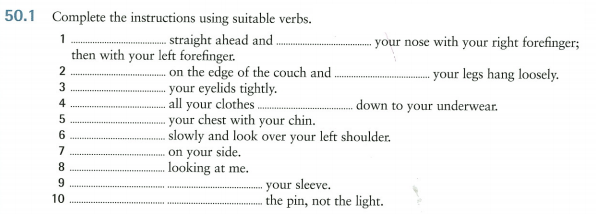 50.1 Complete the instructions using suitable verbs.
1 ........................ straight ahead and ........................ your nose with your right forefinger;
then with your left forefinger.
2 ........................ on the edge of the couch and ........................ your legs hang loosely.
3 ........................ your eyelids tightly.
4 ........................ all your clothes ........................ down to your underwear.
5 ........................ your chest with your chin.
6 ........................ slowly and look over your left shoulder.
7 ........................ on your side.
8 ........................ looking at me.
9 ........................ ........................ your sleeve.
10 ........................ ........................ the pin, not the light.